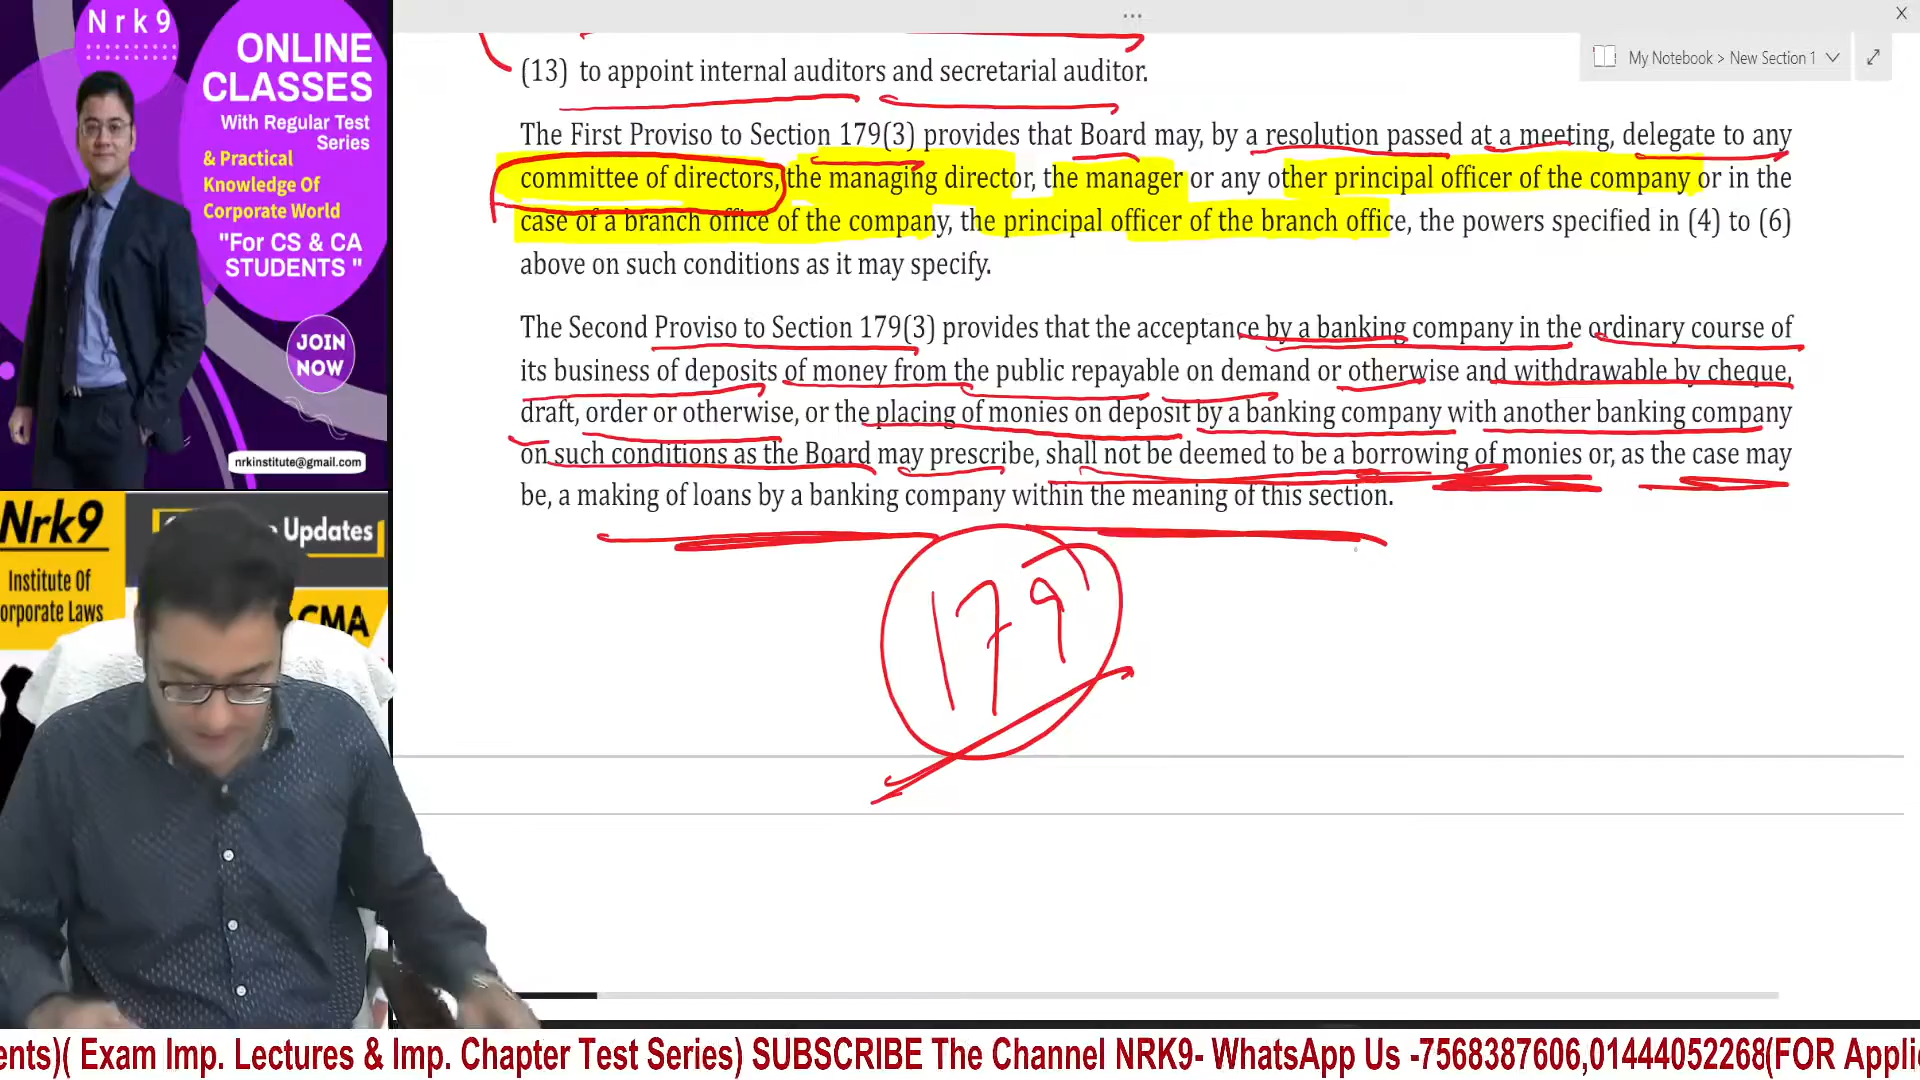 Nrk9
ONLINE
CLASSES
With Regular Test
Series
& Practical
Knowledge Of
Corporate World
"For CS & CA
STUDENTS "
JOIN
NOW
nrkinstitute@gmail.com
Nrk9
Institute Of
orporate Laws
Updates
CMA
My Notebook > New Section 1
(13) to appoint internal auditors and secretarial auditor.
The First Proviso to Section 179(3) provides that Board may, by a resolution passed at a meeting, delegate to any
committee of directors, the managing director, the manager or any other principal officer of the company or in the
case of a branch office of the company, the principal officer of the branch office, the powers specified in (4) to (6)
above on such conditions as it may specify.
The Second Proviso to Section 179(3) provides that the acceptance by a banking company in the ordinary course of
its business of deposits of money from the public repayable on demand or otherwise and withdrawable by cheque,
draft, order or otherwise, or the placing of monies on deposit by a banking company with another banking company
on such conditions as the Board may prescribe, shall not be deemed to be a borrowing of monies or, as the case may
be, a making of loans by a banking company within the meaning of this section.
179
ents)( Exam Imp. Lectures & Imp. Chapter Test Series) SUBSCRIBE The Channel NRK9- WhatsApp Us -7568387606,01444052268(FOR Appli